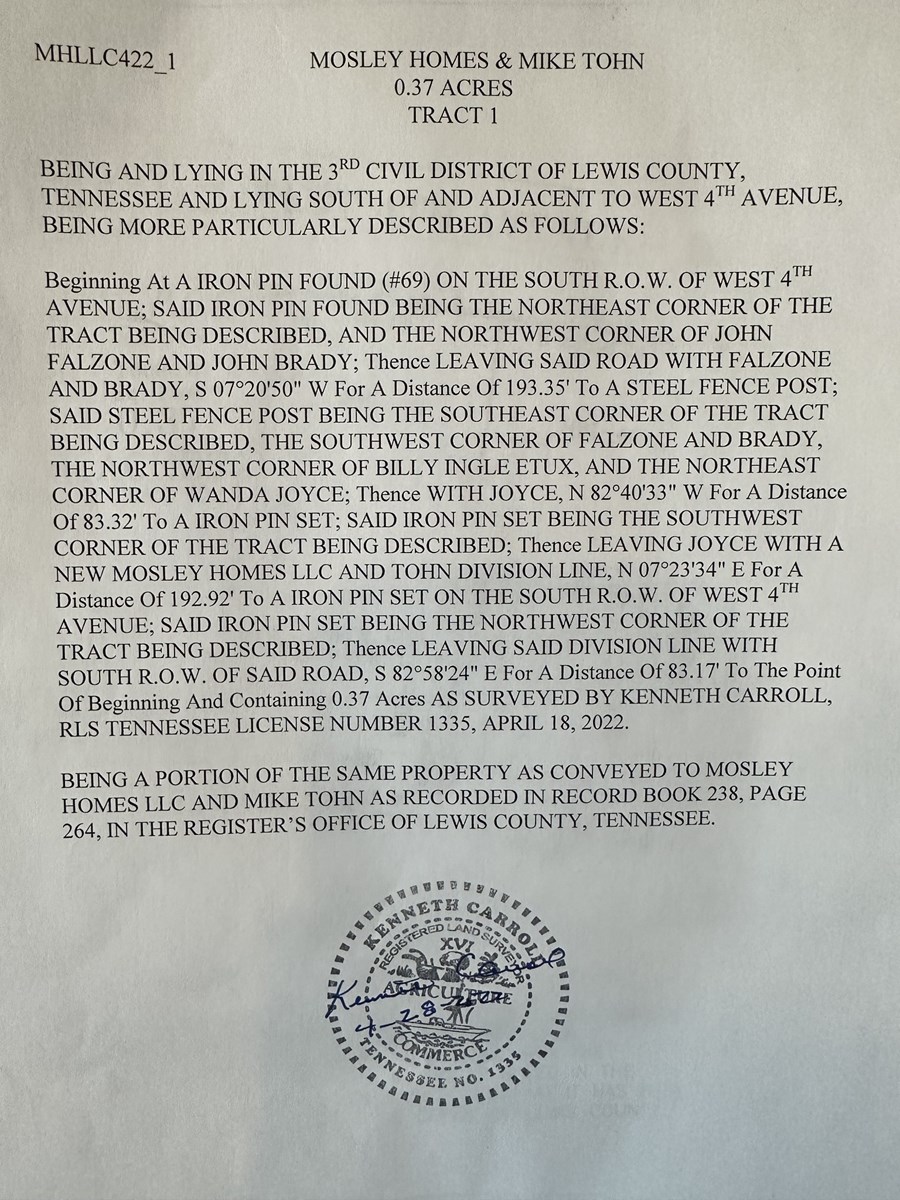 MHLLC422_1
MOSLEY HOMES & MIKE TOHN
0.37 ACRES
TRACT 1
BEING AND LYING IN THE 3RD CIVIL DISTRICT OF LEWIS COUNTY,
TENNESSEE AND LYING SOUTH OF AND ADJACENT TO WEST 4TH AVENUE,
BEING MORE PARTICULARLY DESCRIBED AS FOLLOWS:
Beginning At A IRON PIN FOUND (#69) ON THE SOUTH R.O.W. OF WEST 4TH
AVENUE; SAID IRON PIN FOUND BEING THE NORTHEAST CORNER OF THE
TRACT BEING DESCRIBED, AND THE NORTHWEST CORNER OF JOHN
FALZONE AND JOHN BRADY; Thence LEAVING SAID ROAD WITH FALZONE
AND BRADY, S 07°20'50" W For A Distance Of 193.35' To A STEEL FENCE POST;
SAID STEEL FENCE POST BEING THE SOUTHEAST CORNER OF THE TRACT
BEING DESCRIBED, THE SOUTHWEST CORNER OF FALZONE AND BRADY,
THE NORTHWEST CORNER OF BILLY INGLE ETUX, AND THE NORTHEAST
CORNER OF WANDA JOYCE; Thence WITH JOYCE, N 82°40'33" W For A Distance
Of 83.32' To A IRON PIN SET; SAID IRON PIN SET BEING THE SOUTHWEST
CORNER OF THE TRACT BEING DESCRIBED; Thence LEAVING JOYCE WITH A
NEW MOSLEY HOMES LLC AND TOHN DIVISION LINE, N 07°23'34" E For A
Distance Of 192.92' To A IRON PIN SET ON THE SOUTH R.O.W. OF WEST 4TH
AVENUE; SAID IRON PIN SET BEING THE NORTHWEST CORNER OF THE
TRACT BEING DESCRIBED; Thence LEAVING SAID DIVISION LINE WITH
SOUTH R.O.W. OF SAID ROAD, S 82°58'24" E For A Distance Of 83.17' To The Point
Of Beginning And Containing 0.37 Acres AS SURVEYED BY KENNETH CARROLL,
RLS TENNESSEE LICENSE NUMBER 1335, APRIL 18, 2022.
BEING A PORTION OF THE SAME PROPERTY AS CONVEYED TO MOSLEY
HOMES LLC AND MIKE TOHN AS RECORDED IN RECORD BOOK 238, PAGE
264, IN THE REGISTER'S OFFICE OF LEWIS COUNTY, TENNESSEE.
KENNETH CARROLL
REGISTERED LAND SURVEYOR
XVI
Kenneth Carroll
AGRICULTURE
4-28-2022
COMMERCE
TENNESSEE NO. 1335